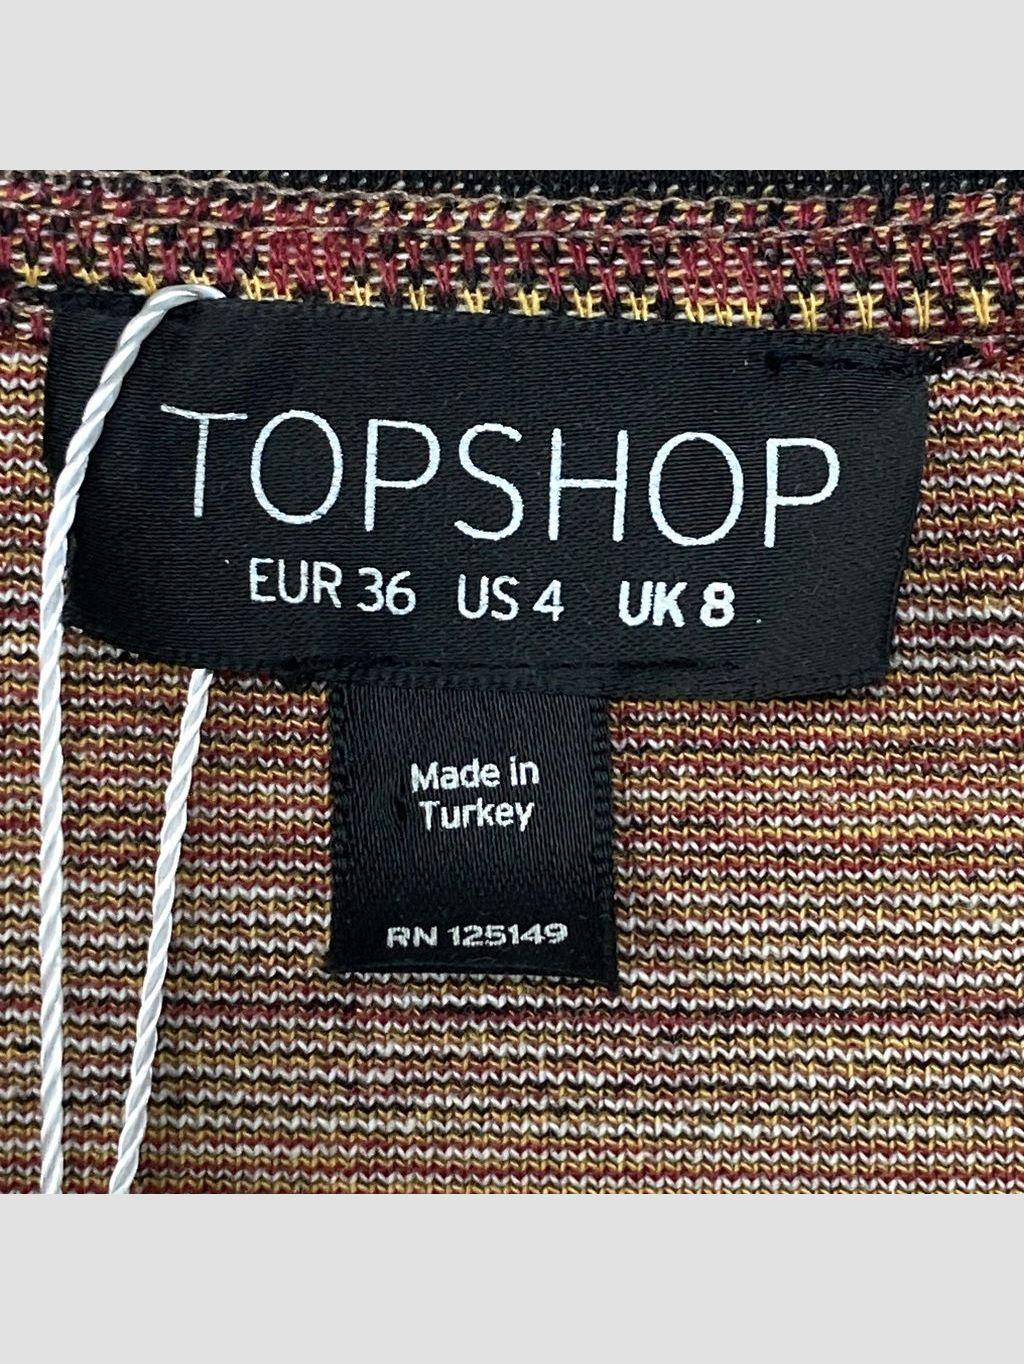 TOPSHOP
EUR 36 US 4 UK 8
Made in
Turkey
RN 125149